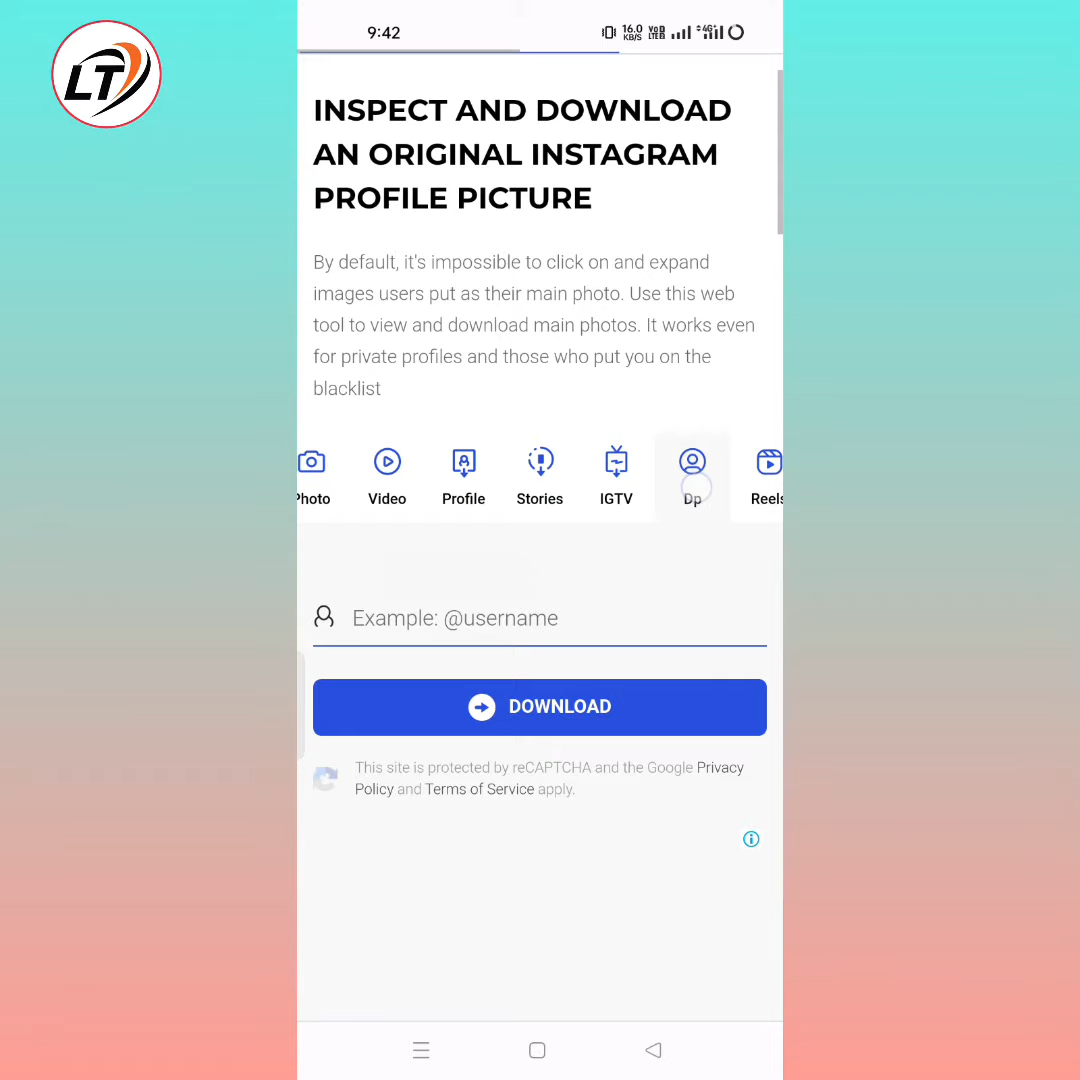 LT
9:42
16.0
KB/S
Vo)) 
LTE 2
4G+
INSPECT AND DOWNLOAD
AN ORIGINAL INSTAGRAM
PROFILE PICTURE
By default, it's impossible to click on and expand
images users put as their main photo. Use this web
tool to view and download main photos. It works even
for private profiles and those who put you on the
blacklist
Photo Video Profile Stories IGTV Dp Reels
Example: @username
DOWNLOAD
This site is protected by reCAPTCHA and the Google Privacy
Policy and Terms of Service apply.